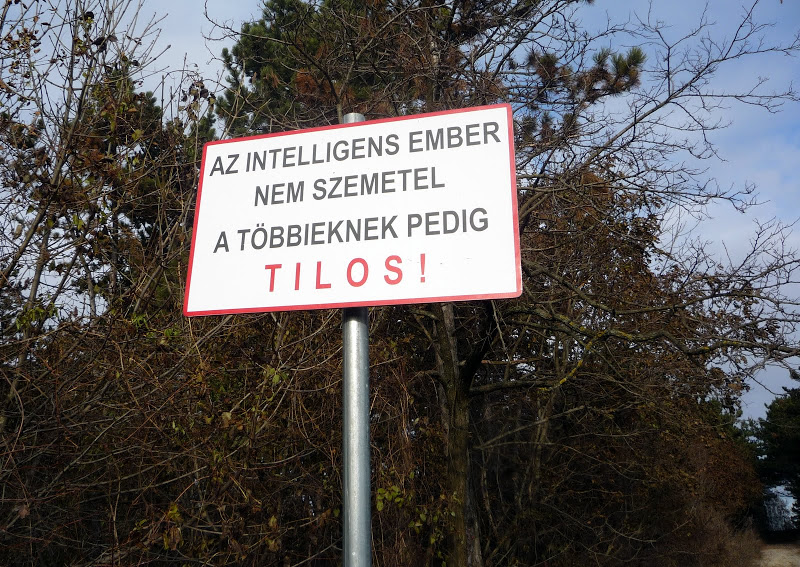 AZ INTELLIGENS EMBER
NEM SZEMETEL
A TÖBBIEKNEK PEDIG
TILOS!